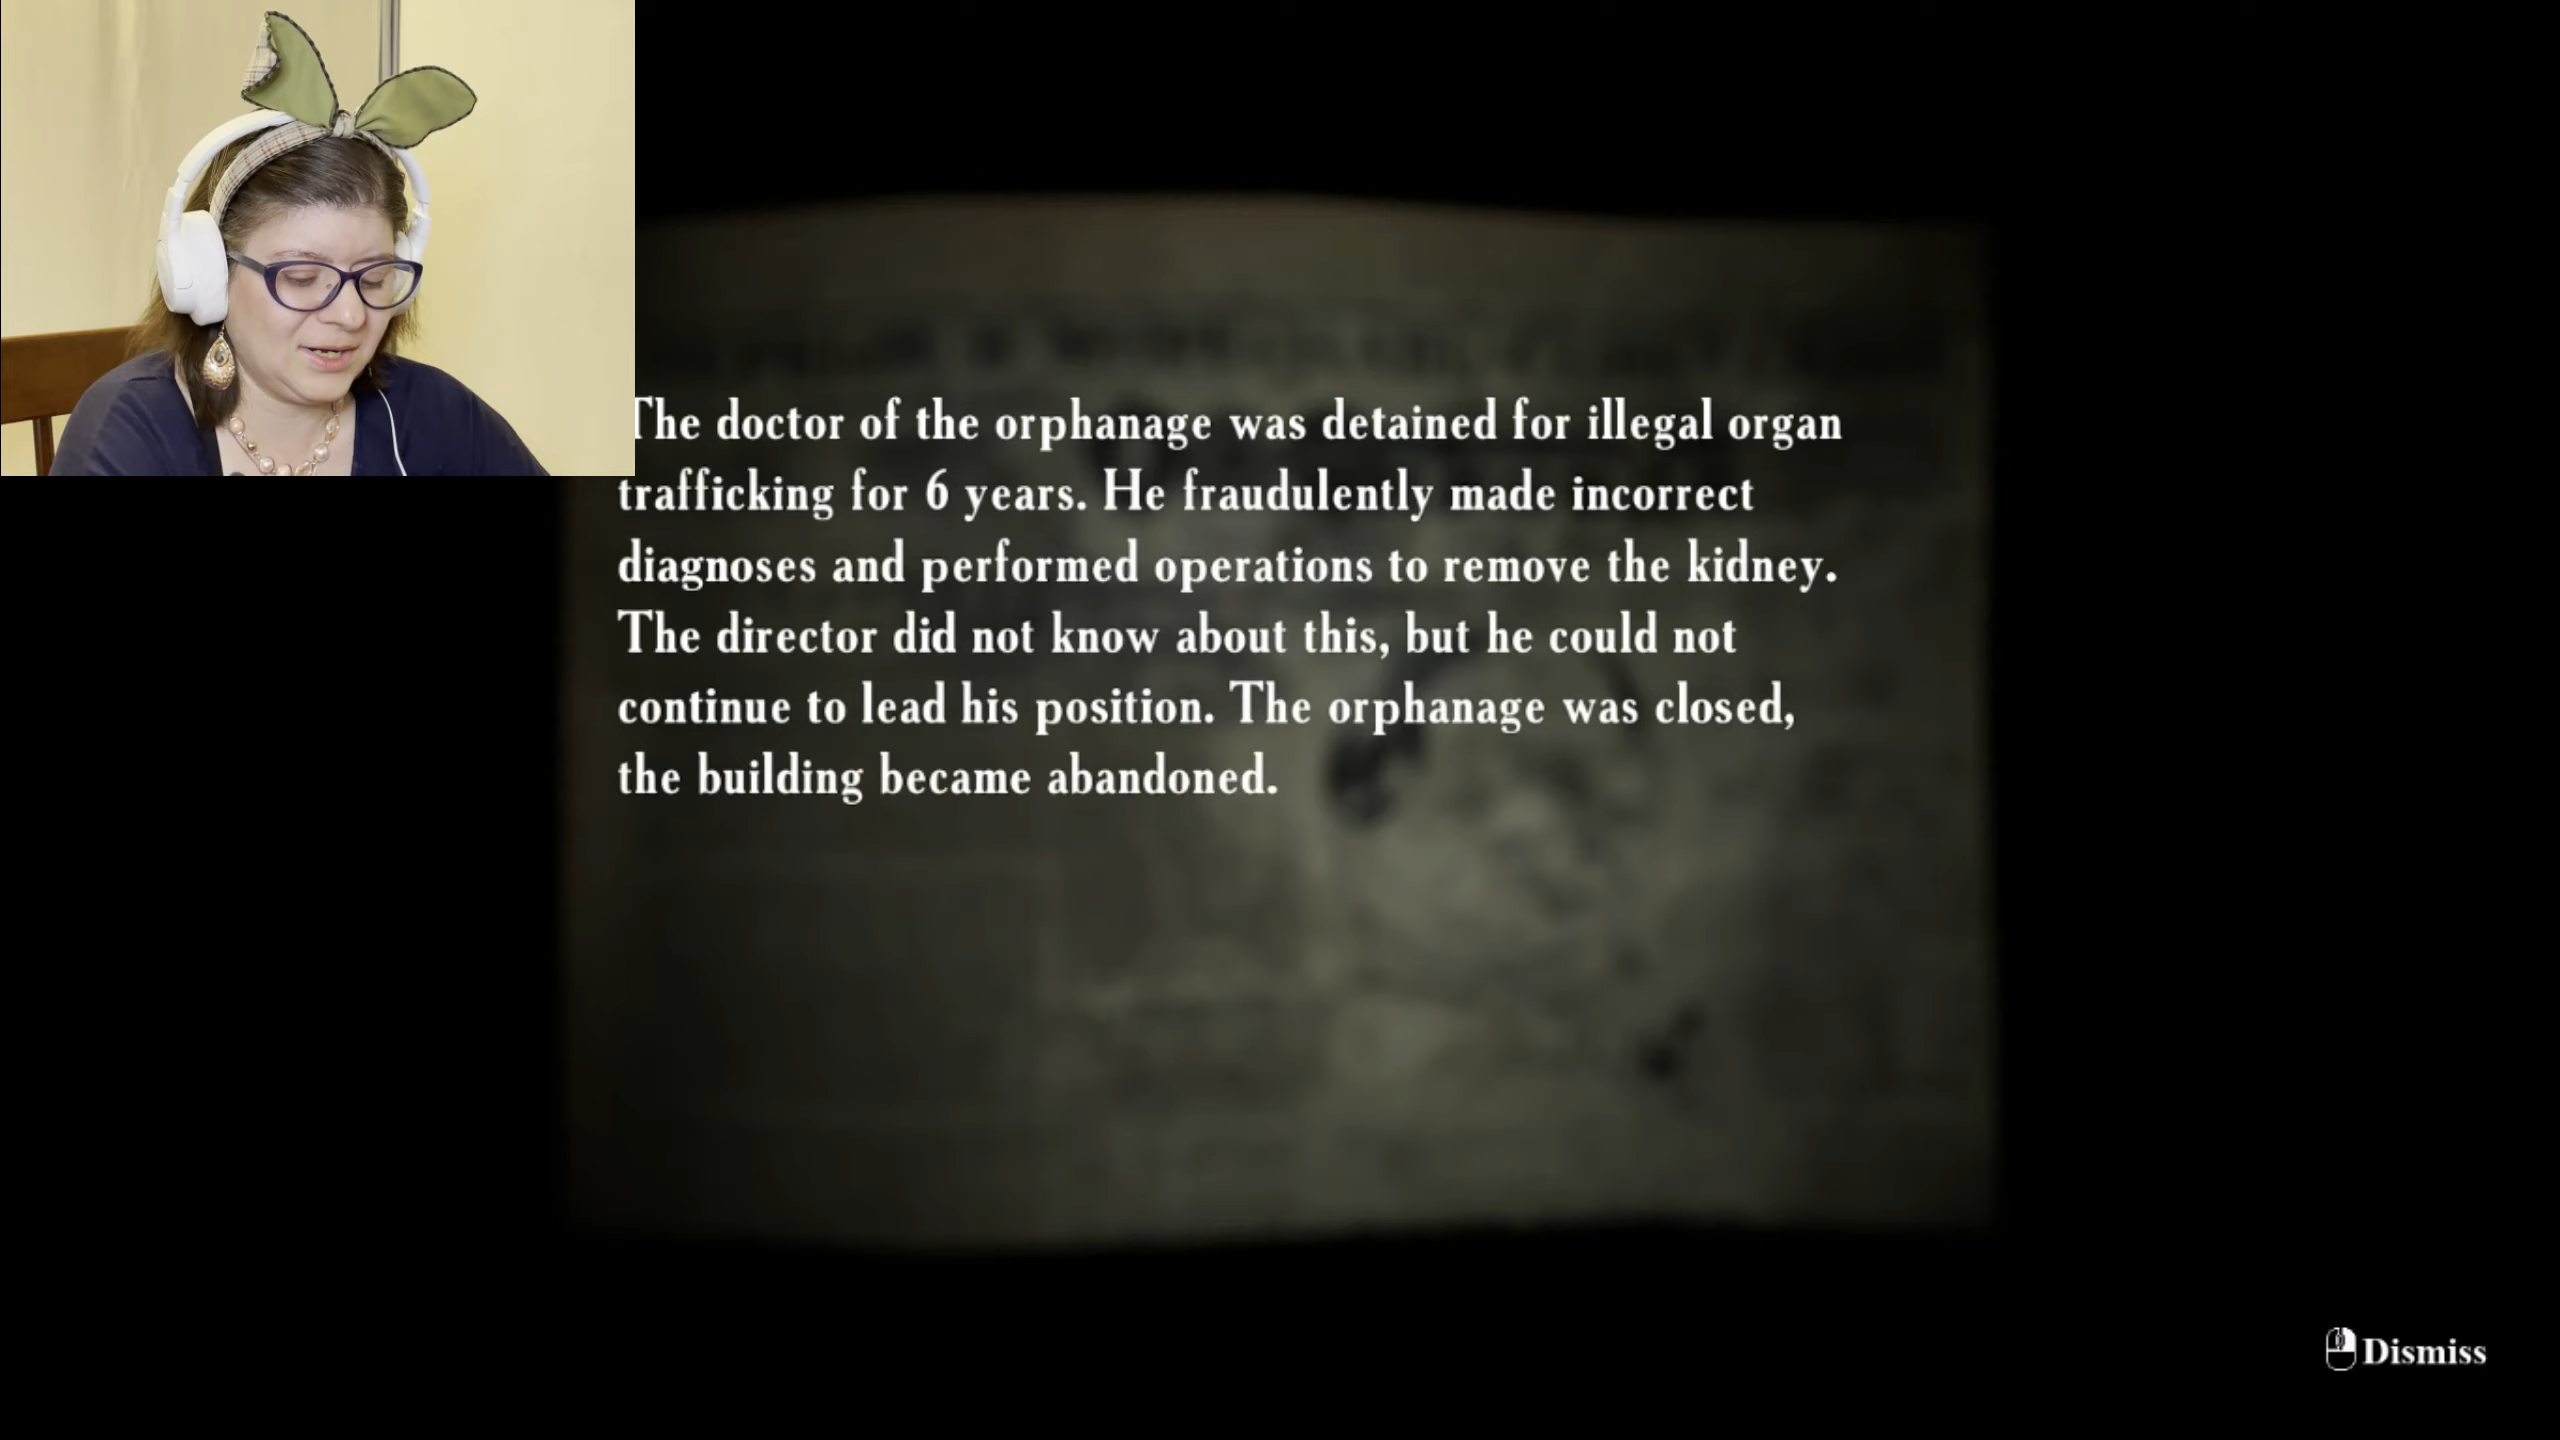 The doctor of the orphanage was detained for illegal organ
trafficking for 6 years. He fraudulently made incorrect
diagnoses and performed operations to remove the kidney.
The director did not know about this, but he could not
continue to lead his position. The orphanage was closed,
the building became abandoned.
Dismiss